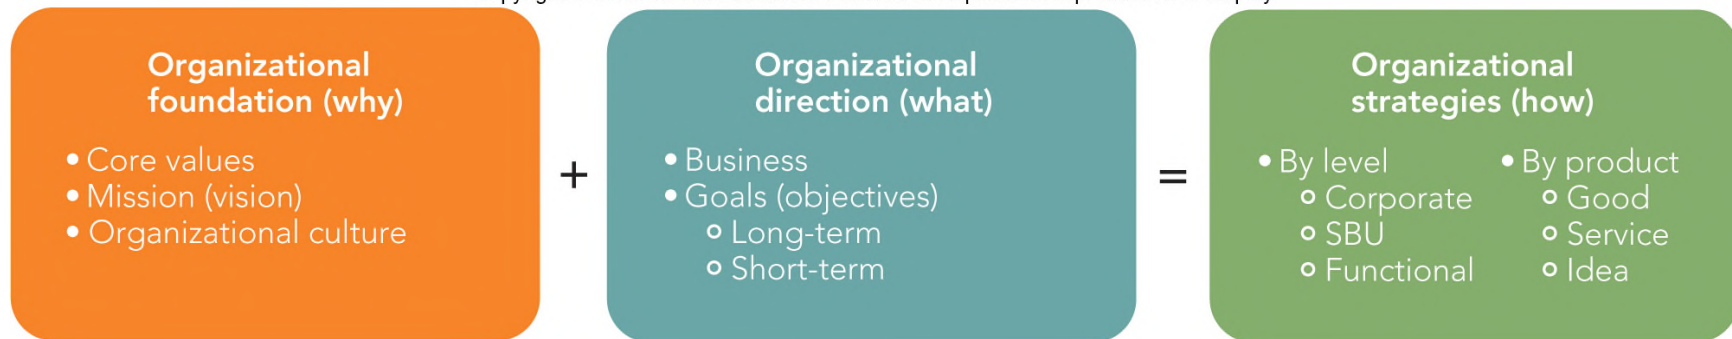 Organizational
foundation (why)
• Core values
• Mission (vision)
• Organizational culture
+
Organizational
direction (what)
• Business
• Goals (objectives)
○ Long-term
○ Short-term
=
Organizational
strategies (how)
• By level
○ Corporate
○ SBU
○ Functional
• By product
○ Good
○ Service
○ Idea